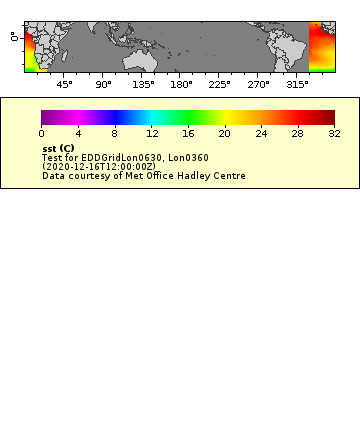 0°
45° 90° 135° 180° 225° 270° 315°
0 4 8 12 16 20 24 28 32
sst (C)
Test for EDDGridLon0630, Lon0360
(2020-12-16T12:00:00Z)
Data courtesy of Met Office Hadley Centre